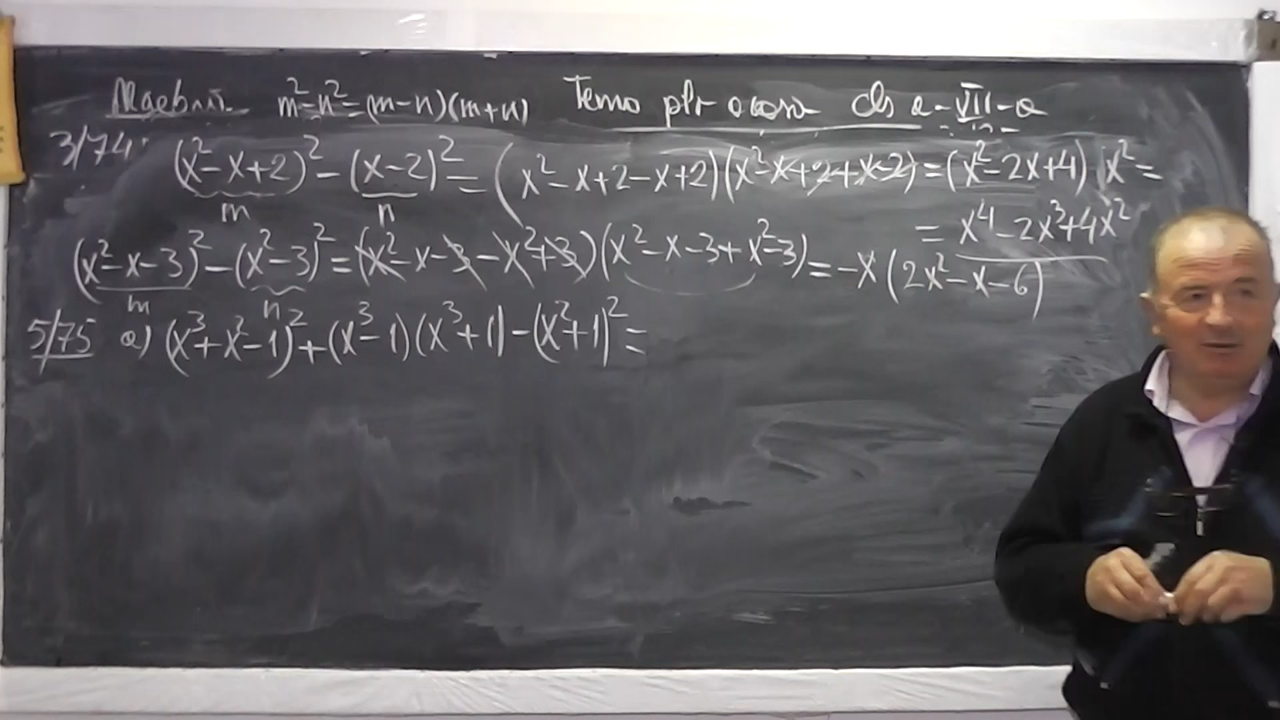 Algebră m²-n²=(m-n)(m+n) Temă ptr acasă cls a-VII-a
3/74: (x²-x+2)²-(x-2)²=(x²-x+2-x+2)(x²-x+2+x-2)=(x²-2x+4)x²=
m n
=x⁴-2x³+4x²
(x²-x-3)²-(x²-3)²=(x²-x-3-x²+3)(x²-x-3+x²-3)=-x(2x²-x-6)
m n
5/75 a) (x³+x²-1)²+(x³-1)(x³+1)-(x²+1)²=